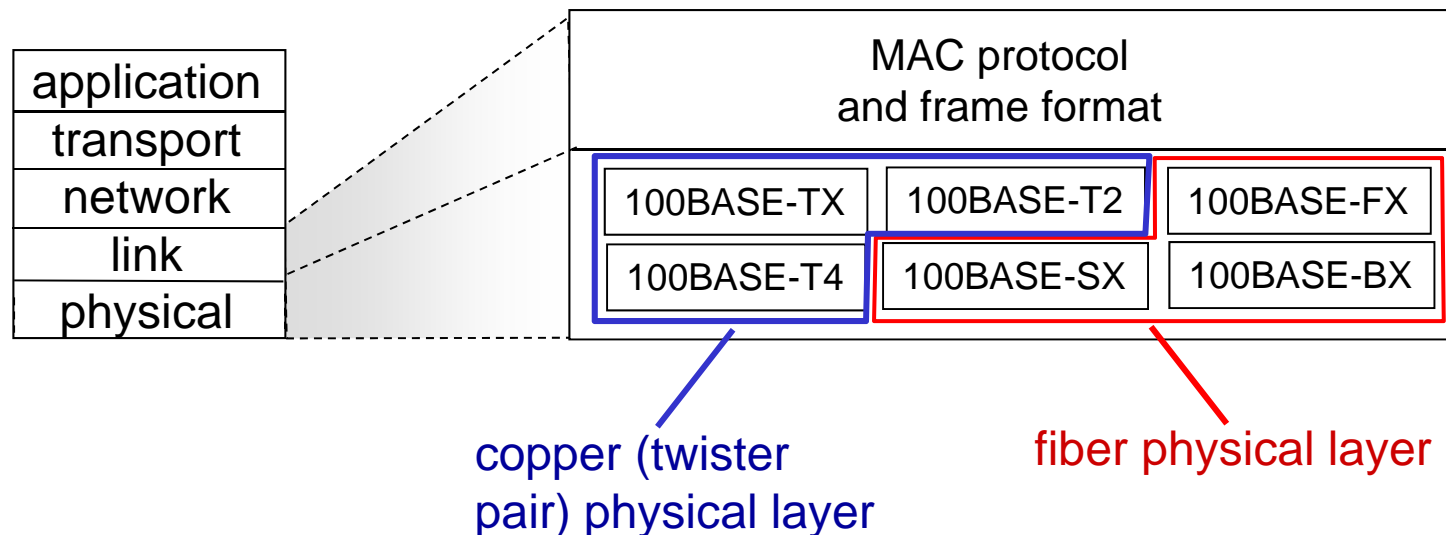 application
transport
network
link
physical
MAC protocol
and frame format
100BASE-TX
100BASE-T2
100BASE-FX
100BASE-T4
100BASE-SX
100BASE-BX
copper (twister
pair) physical layer
fiber physical layer